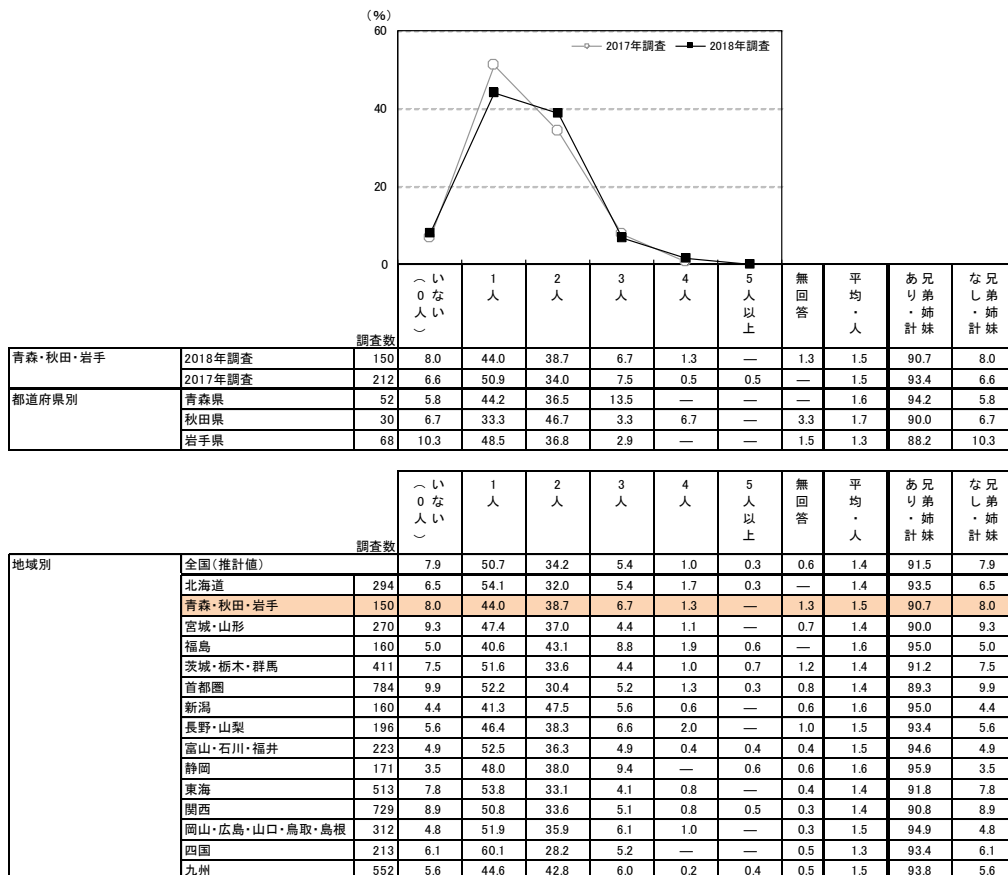 (%)
60
40
20
0
2017年調査 2018年調査
調査数 いない(0人) 1人 2人 3人 4人 5人以上 無回答 平均・人 兄弟・姉妹あり計 兄弟・姉妹なし計
青森・秋田・岩手 2018年調査 150 8.0 44.0 38.7 6.7 1.3 — 1.3 1.5 90.7 8.0
2017年調査 212 6.6 50.9 34.0 7.5 0.5 0.5 — 1.5 93.4 6.6
都道府県別 青森県 52 5.8 44.2 36.5 13.5 — — — 1.6 94.2 5.8
秋田県 30 6.7 33.3 46.7 3.3 6.7 — 3.3 1.7 90.0 6.7
岩手県 68 10.3 48.5 36.8 2.9 — — 1.5 1.3 88.2 10.3
調査数 いない(0人) 1人 2人 3人 4人 5人以上 無回答 平均・人 兄弟・姉妹あり計 兄弟・姉妹なし計
地域別 全国(推計値) 7.9 50.7 34.2 5.4 1.0 0.3 0.6 1.4 91.5 7.9
北海道 294 6.5 54.1 32.0 5.4 1.7 0.3 — 1.4 93.5 6.5
青森・秋田・岩手 150 8.0 44.0 38.7 6.7 1.3 — 1.3 1.5 90.7 8.0
宮城・山形 270 9.3 47.4 37.0 4.4 1.1 — 0.7 1.4 90.0 9.3
福島 160 5.0 40.6 43.1 8.8 1.9 0.6 — 1.6 95.0 5.0
茨城・栃木・群馬 411 7.5 51.6 33.6 4.4 1.0 0.7 1.2 1.4 91.2 7.5
首都圏 784 9.9 52.2 30.4 5.2 1.3 0.3 0.8 1.4 89.3 9.9
新潟 160 4.4 41.3 47.5 5.6 0.6 — 0.6 1.6 95.0 4.4
長野・山梨 196 5.6 46.4 38.3 6.6 2.0 — 1.0 1.5 93.4 5.6
富山・石川・福井 223 4.9 52.5 36.3 4.9 0.4 0.4 0.4 1.5 94.6 4.9
静岡 171 3.5 48.0 38.0 9.4 — 0.6 0.6 1.6 95.9 3.5
東海 513 7.8 53.8 33.1 4.1 0.8 — 0.4 1.4 91.8 7.8
関西 729 8.9 50.8 33.6 5.1 0.8 0.5 0.3 1.4 90.8 8.9
岡山・広島・山口・鳥取・島根 312 4.8 51.9 35.9 6.1 1.0 — 0.3 1.5 94.9 4.8
四国 213 6.1 60.1 28.2 5.2 — — 0.5 1.3 93.4 6.1
九州 552 5.6 44.6 42.8 6.0 0.2 0.4 0.5 1.5 93.8 5.6